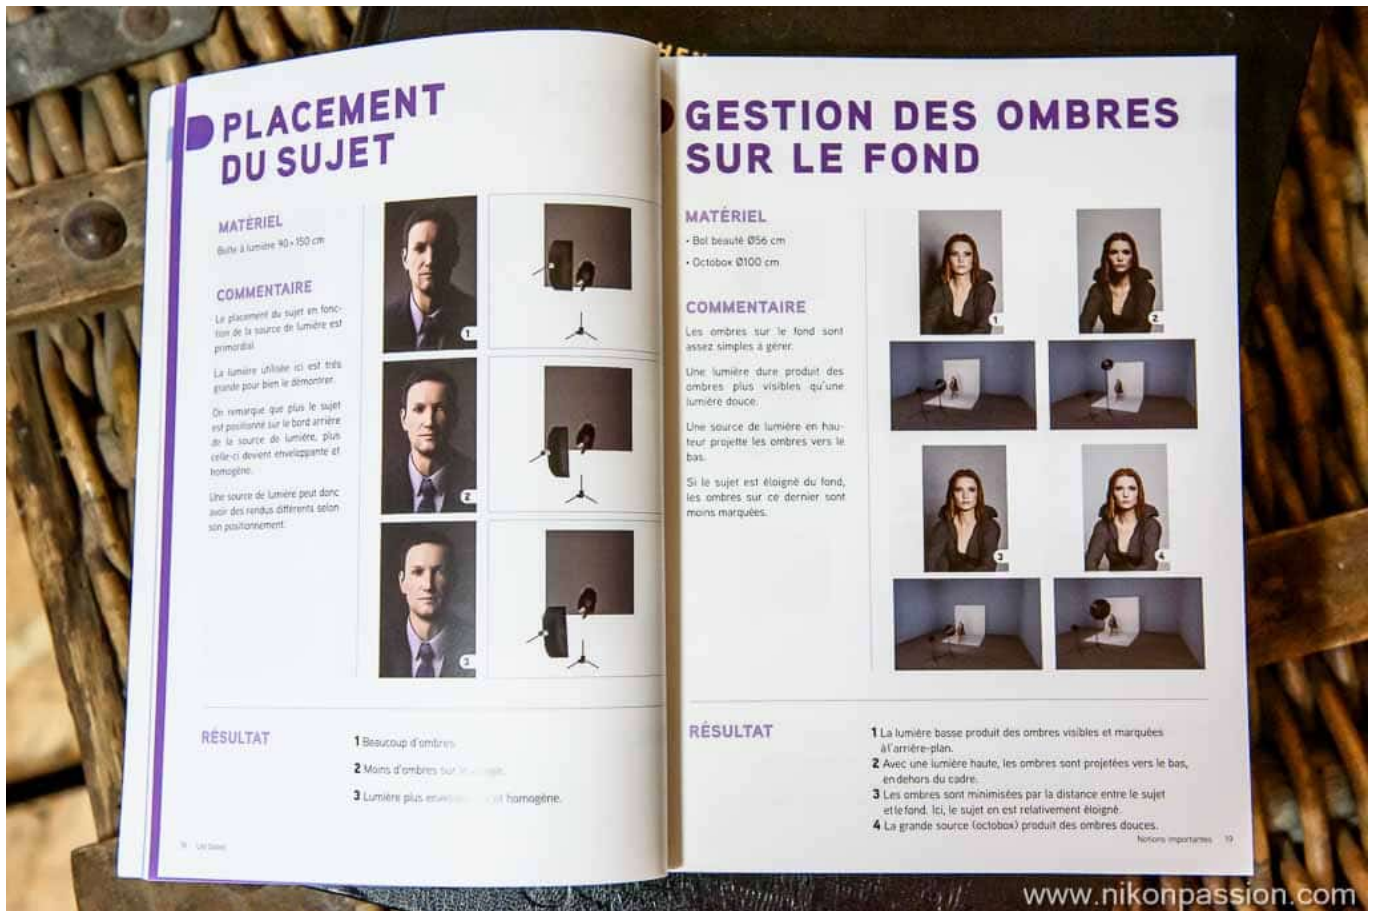 PLACEMENT
DU SUJET
MATÉRIEL
Boîte à lumière 90×150 cm
COMMENTAIRE
Le placement du sujet en fonc-
tion de la source de lumière est
primordial.
La lumière utilisée ici est très
grande pour bien le démontrer.
On remarque que plus le sujet
est positionné sur le bord arrière
de la source de lumière, plus
celle-ci devient enveloppante et
homogène.
Une source de lumière peut donc
avoir des rendus différents selon
son positionnement.
1
2
3
RÉSULTAT
1 Beaucoup d'ombres.
2 Moins d'ombres sur
3 Lumière plus et homogène.
GESTION DES OMBRES
SUR LE FOND
MATÉRIEL
• Bol beauté Ø56 cm
• Octobox Ø100 cm
COMMENTAIRE
Les ombres sur le fond sont
assez simples à gérer.
Une lumière dure produit des
ombres plus visibles qu'une
lumière douce.
Une source de lumière en hau-
teur projette les ombres vers le
bas.
Si le sujet est éloigné du fond,
les ombres sur ce dernier sont
moins marquées.
1
2
3
4
RÉSULTAT
1 La lumière basse produit des ombres visibles et marquées
à l'arrière-plan.
2 Avec une lumière haute, les ombres sont projetées vers le bas,
en dehors du cadre.
3 Les ombres sont minimisées par la distance entre le sujet
et le fond. Ici, le sujet en est relativement éloigné.
4 La grande source (octobox) produit des ombres douces.
Notions importantes 19
www.nikonpassion.com